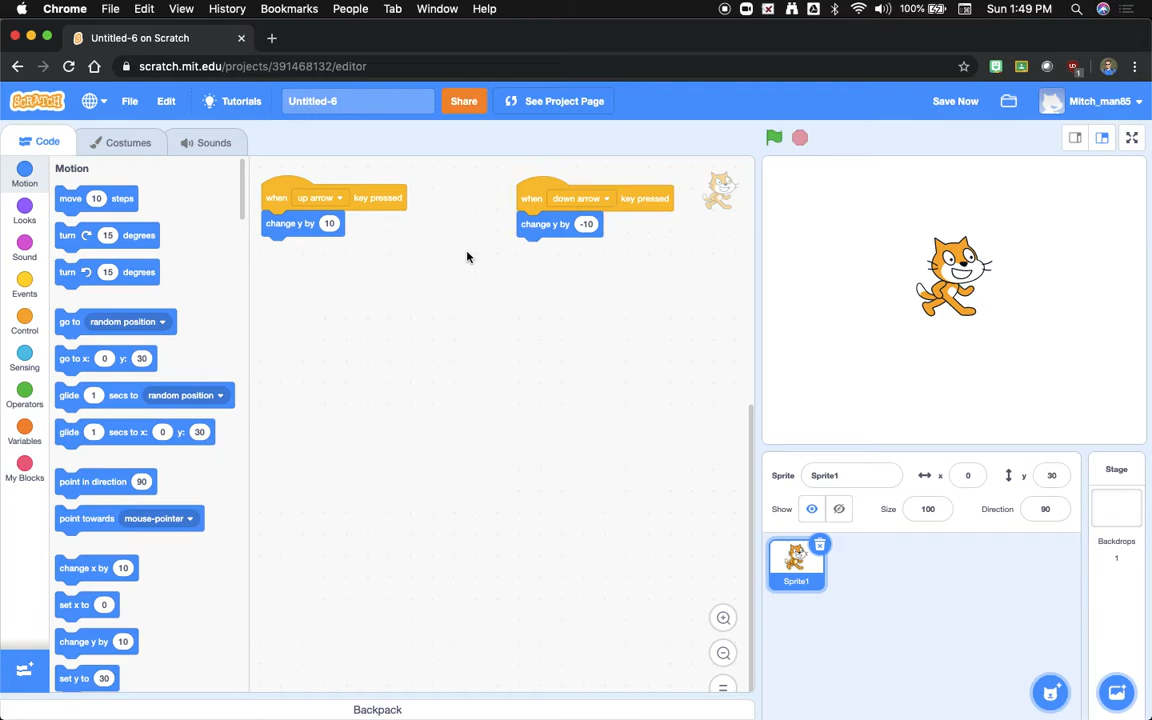 Chrome File Edit View History Bookmarks People Tab Window Help 100% Sun 1:49 PM
Untitled-6 on Scratch
scratch.mit.edu/projects/391468132/editor
SCRATCH File Edit Tutorials Untitled-6 Share See Project Page Save Now Mitch_man85
Code Costumes Sounds
Motion
Looks
Sound
Events
Control
Sensing
Operators
Variables
My Blocks
Motion
move 10 steps
turn 15 degrees
turn 15 degrees
go to random position
go to x: 0 y: 30
glide 1 secs to random position
glide 1 secs to x: 0 y: 30
point in direction 90
point towards mouse-pointer
change x by 10
set x to 0
change y by 10
set y to 30
when up arrow key pressed
change y by 10
when down arrow key pressed
change y by -10
Backpack
Sprite Sprite1 x 0 y 30
Show Size 100 Direction 90
Sprite1
Stage
Backdrops
1